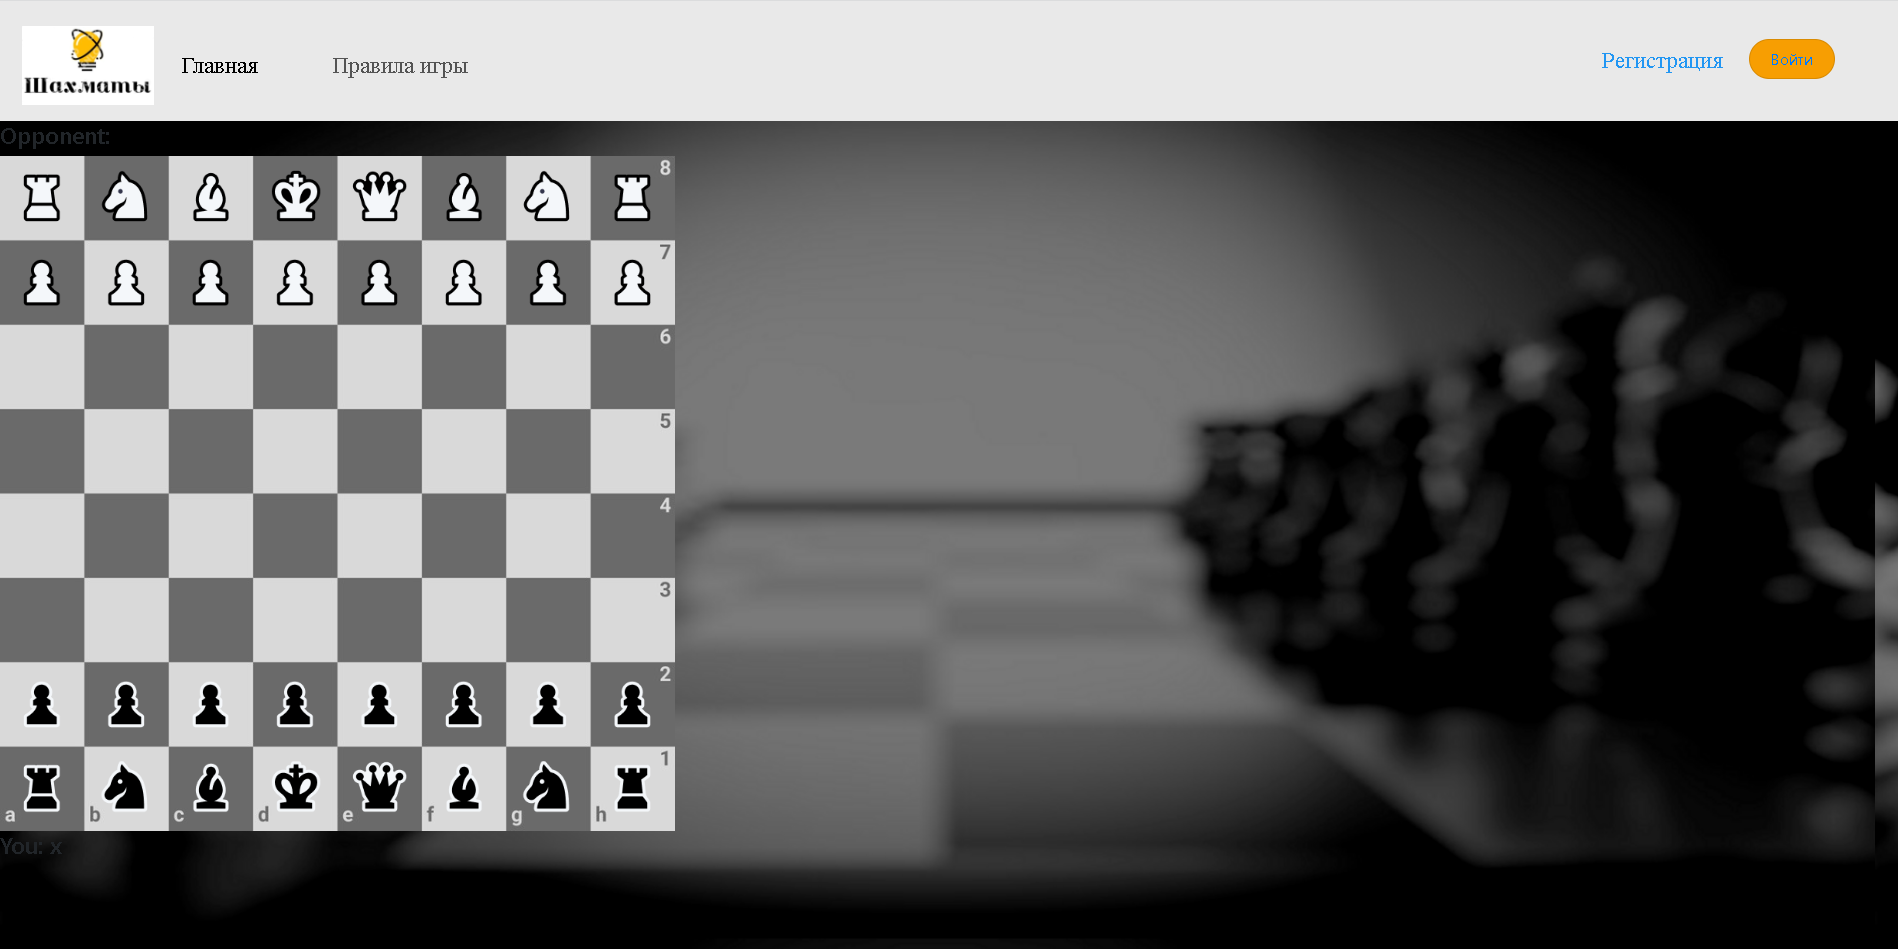 Шахматы
Главная
Правила игры
Регистрация
Войти
Opponent:
8
7
6
5
4
3
2
1
a b c d e f g h
You: x